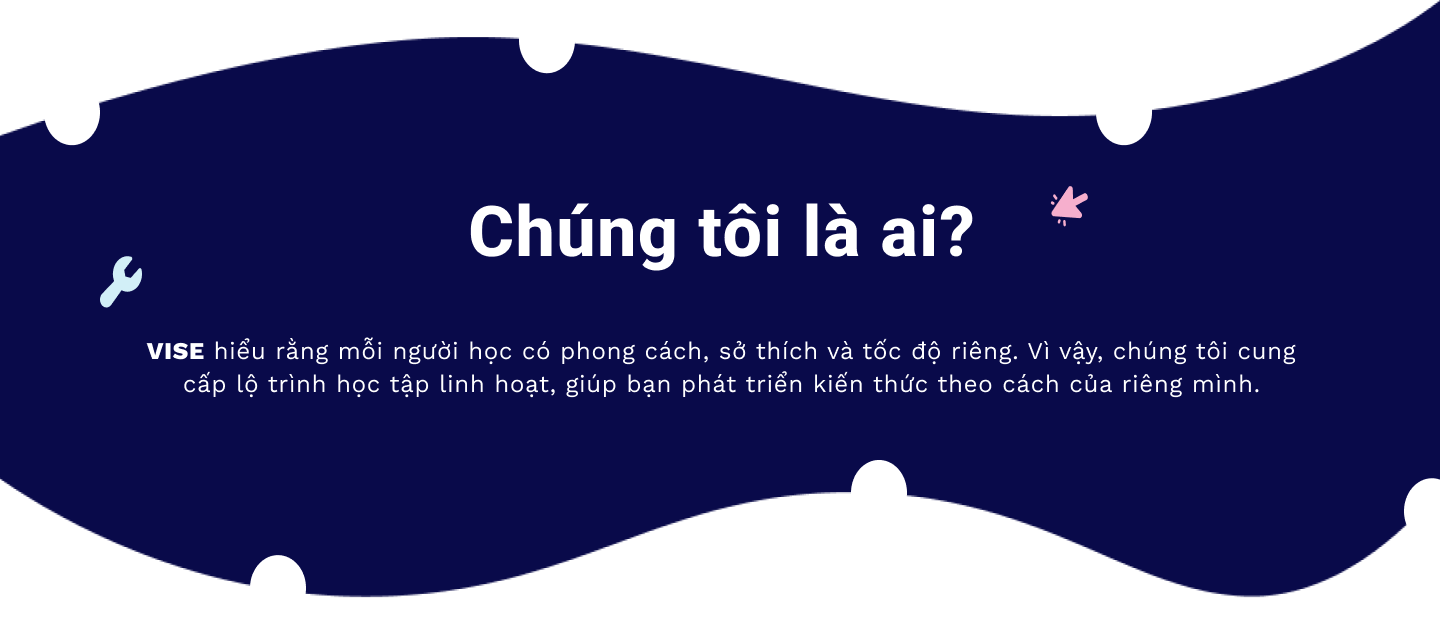 Chúng tôi là ai?
VISE hiểu rằng mỗi người học có phong cách, sở thích và tốc độ riêng. Vì vậy, chúng tôi cung
cấp lộ trình học tập linh hoạt, giúp bạn phát triển kiến thức theo cách của riêng mình.